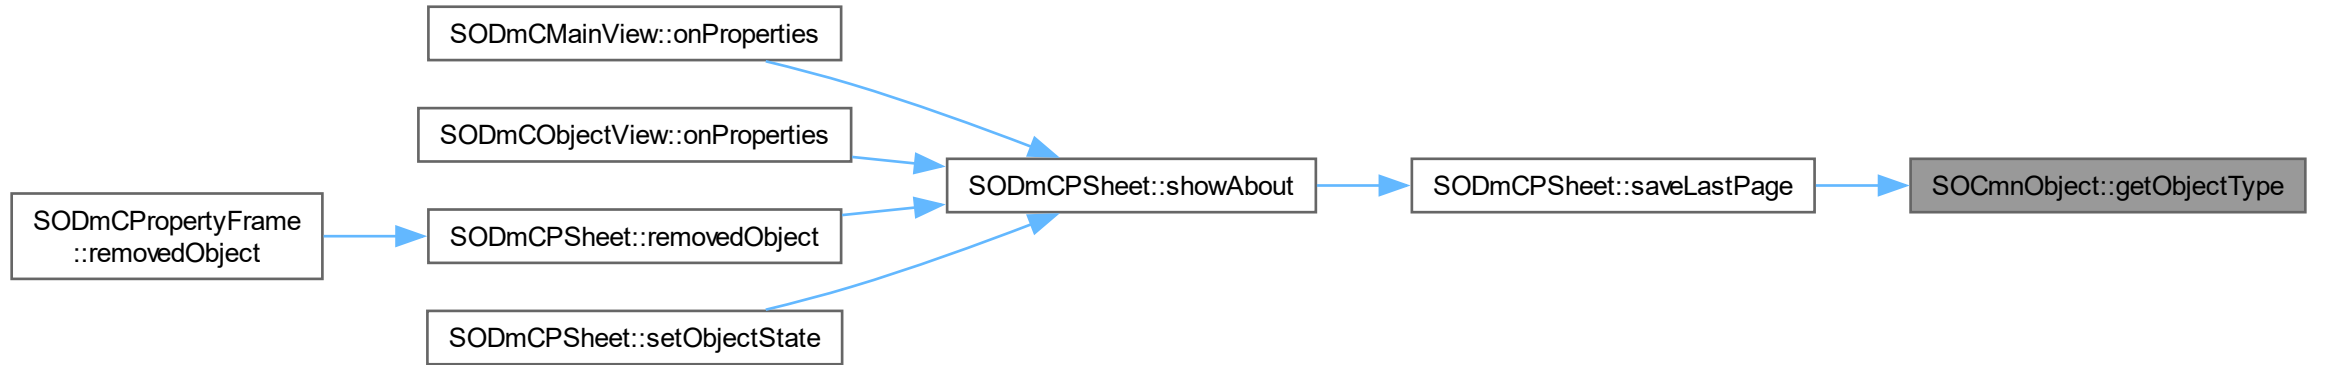 SODmCMainView::onProperties
SODmCObjectView::onProperties
SODmCPSheet::showAbout
SODmCPSheet::saveLastPage
SOCmnObject::getObjectType
SODmCPropertyFrame
::removedObject
SODmCPSheet::removedObject
SODmCPSheet::setObjectState